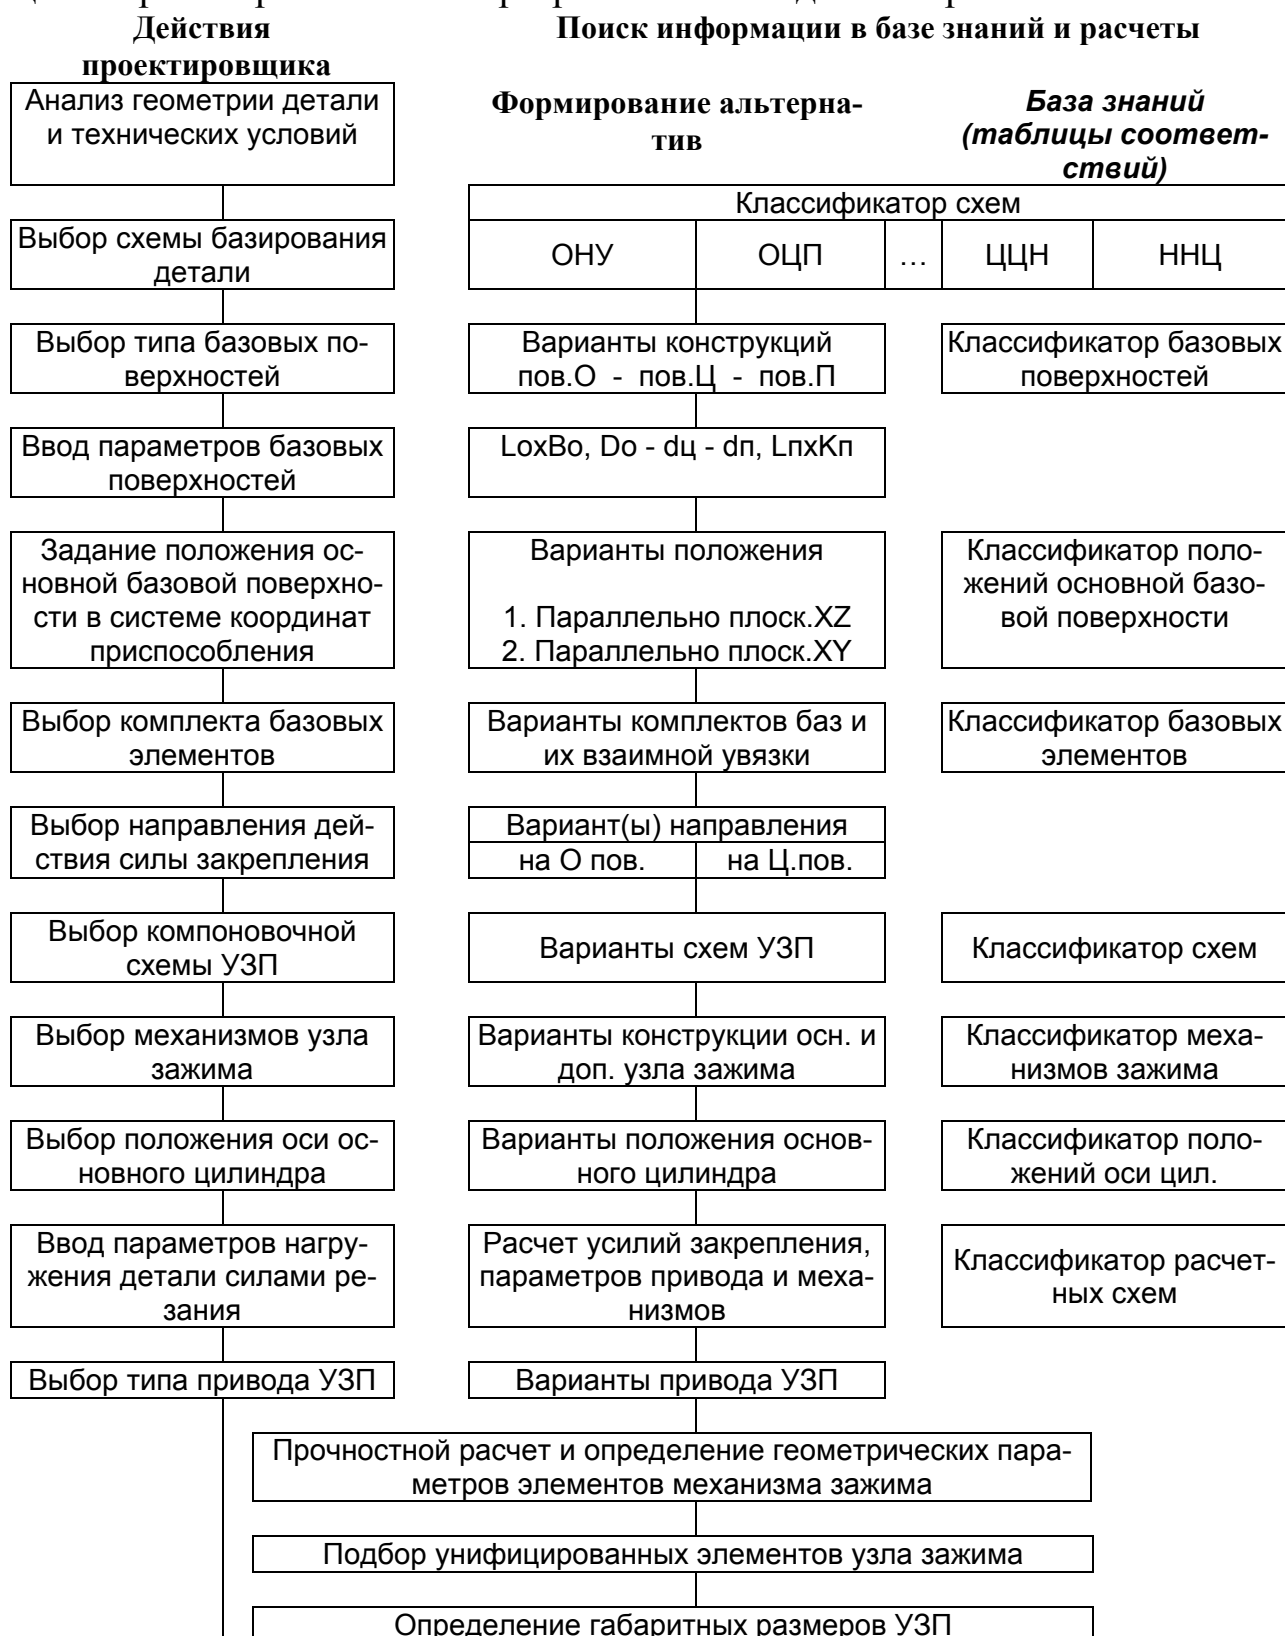 Действия
проектировщика
Поиск информации в базе знаний и расчеты
Формирование альтерна-
тив
База знаний
(таблицы соответ-
ствий)
Анализ геометрии детали
и технических условий
Классификатор схем
Выбор схемы базирования
детали
ОНУ
ОЦП
...
ЦЦН
ННЦ
Выбор типа базовых по-
верхностей
Варианты конструкций
пов.О - пов.Ц - пов.П
Классификатор базовых
поверхностей
Ввод параметров базовых
поверхностей
LохBо, Dо - dц - dп, LпхKп
Задание положения ос-
новной базовой поверхно-
сти в системе координат
приспособления
Варианты положения
1. Параллельно плоск.XZ
2. Параллельно плоск.XY
Классификатор поло-
жений основной базо-
вой поверхности
Выбор комплекта базовых
элементов
Варианты комплектов баз и
их взаимной увязки
Классификатор базовых
элементов
Выбор направления дей-
ствия силы закрепления
Вариант(ы) направления
на О пов.
на Ц.пов.
Выбор компоновочной
схемы УЗП
Варианты схем УЗП
Классификатор схем
Выбор механизмов узла
зажима
Варианты конструкции осн. и
доп. узла зажима
Классификатор меха-
низмов зажима
Выбор положения оси ос-
новного цилиндра
Варианты положения основ-
ного цилиндра
Классификатор поло-
жений оси цил.
Ввод параметров нагру-
жения детали силами ре-
зания
Расчет усилий закрепления,
параметров привода и меха-
низмов
Классификатор расчет-
ных схем
Выбор типа привода УЗП
Варианты привода УЗП
Прочностной расчет и определение геометрических пара-
метров элементов механизма зажима
Подбор унифицированных элементов узла зажима
Определение габаритных размеров УЗП